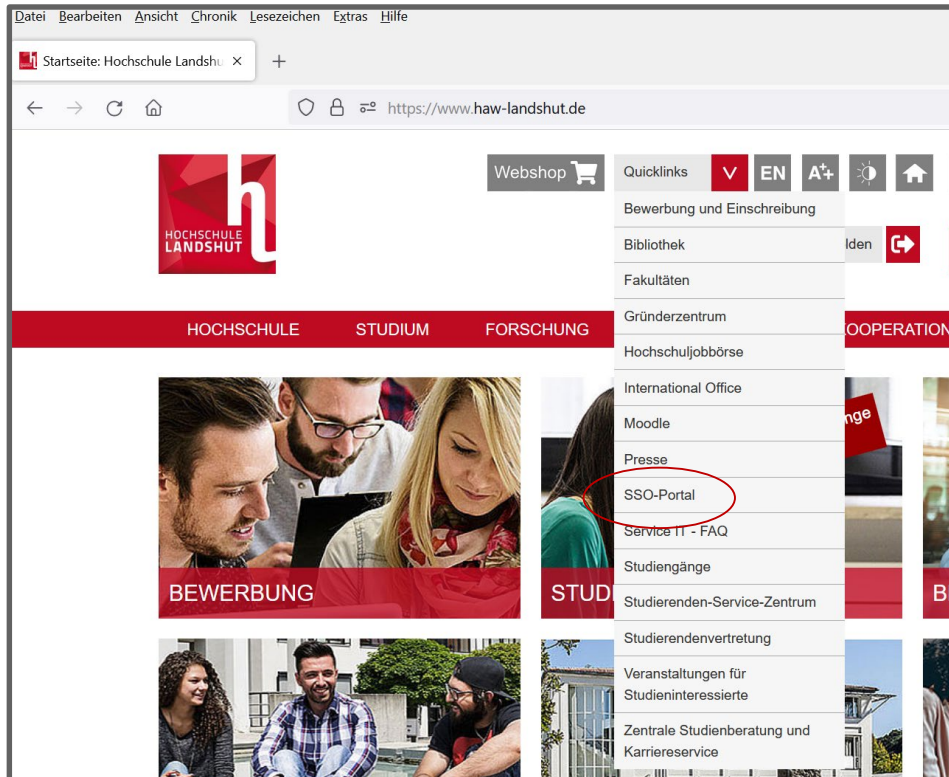 Datei Bearbeiten Ansicht Chronik Lesezeichen Extras Hilfe
Startseite: Hochschule Landshu
https://www.haw-landshut.de
Webshop
Quicklinks
EN
A++
HOCHSCHULE
LANDSHUT
Bewerbung und Einschreibung
Bibliothek
lden
Fakultäten
Gründerzentrum
HOCHSCHULE STUDIUM FORSCHUNG OOPERATION
Hochschuljobbörse
International Office
Moodle
nge
Presse
SSO-Portal
Service IT - FAQ
Studiengänge
BEWERBUNG
STUDI
B
Studierenden-Service-Zentrum
Studierendenvertretung
Veranstaltungen für
Studieninteressierte
Zentrale Studienberatung und
Karriereservice